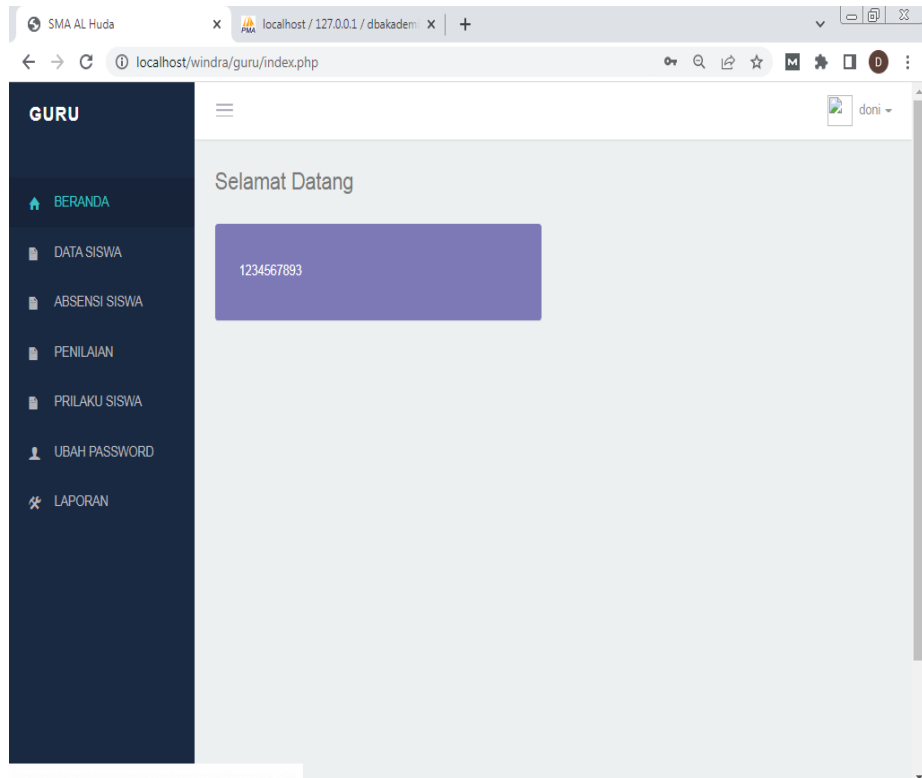 SMA AL Huda
localhost / 127.0.0.1 / dbakadem
localhost/windra/guru/index.php
D
GURU
doni
Selamat Datang
BERANDA
1234567893
DATA SISWA
ABSENSI SISWA
PENILAIAN
PRILAKU SISWA
UBAH PASSWORD
LAPORAN